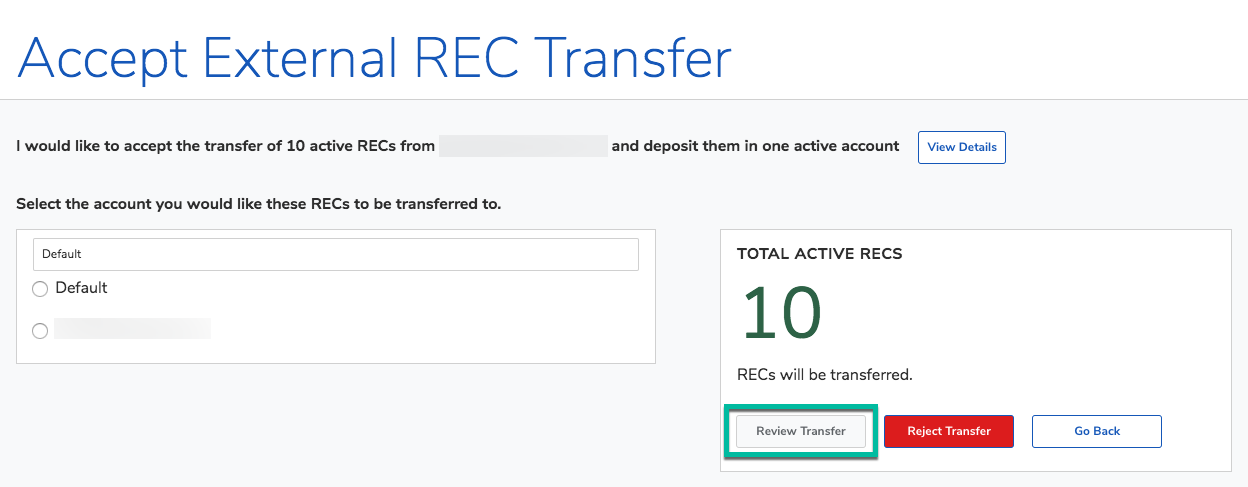 Accept External REC Transfer
I would like to accept the transfer of 10 active RECs from and deposit them in one active account View Details
Select the account you would like these RECs to be transferred to.
Default
Default
TOTAL ACTIVE RECS
10
RECs will be transferred.
Review Transfer Reject Transfer Go Back